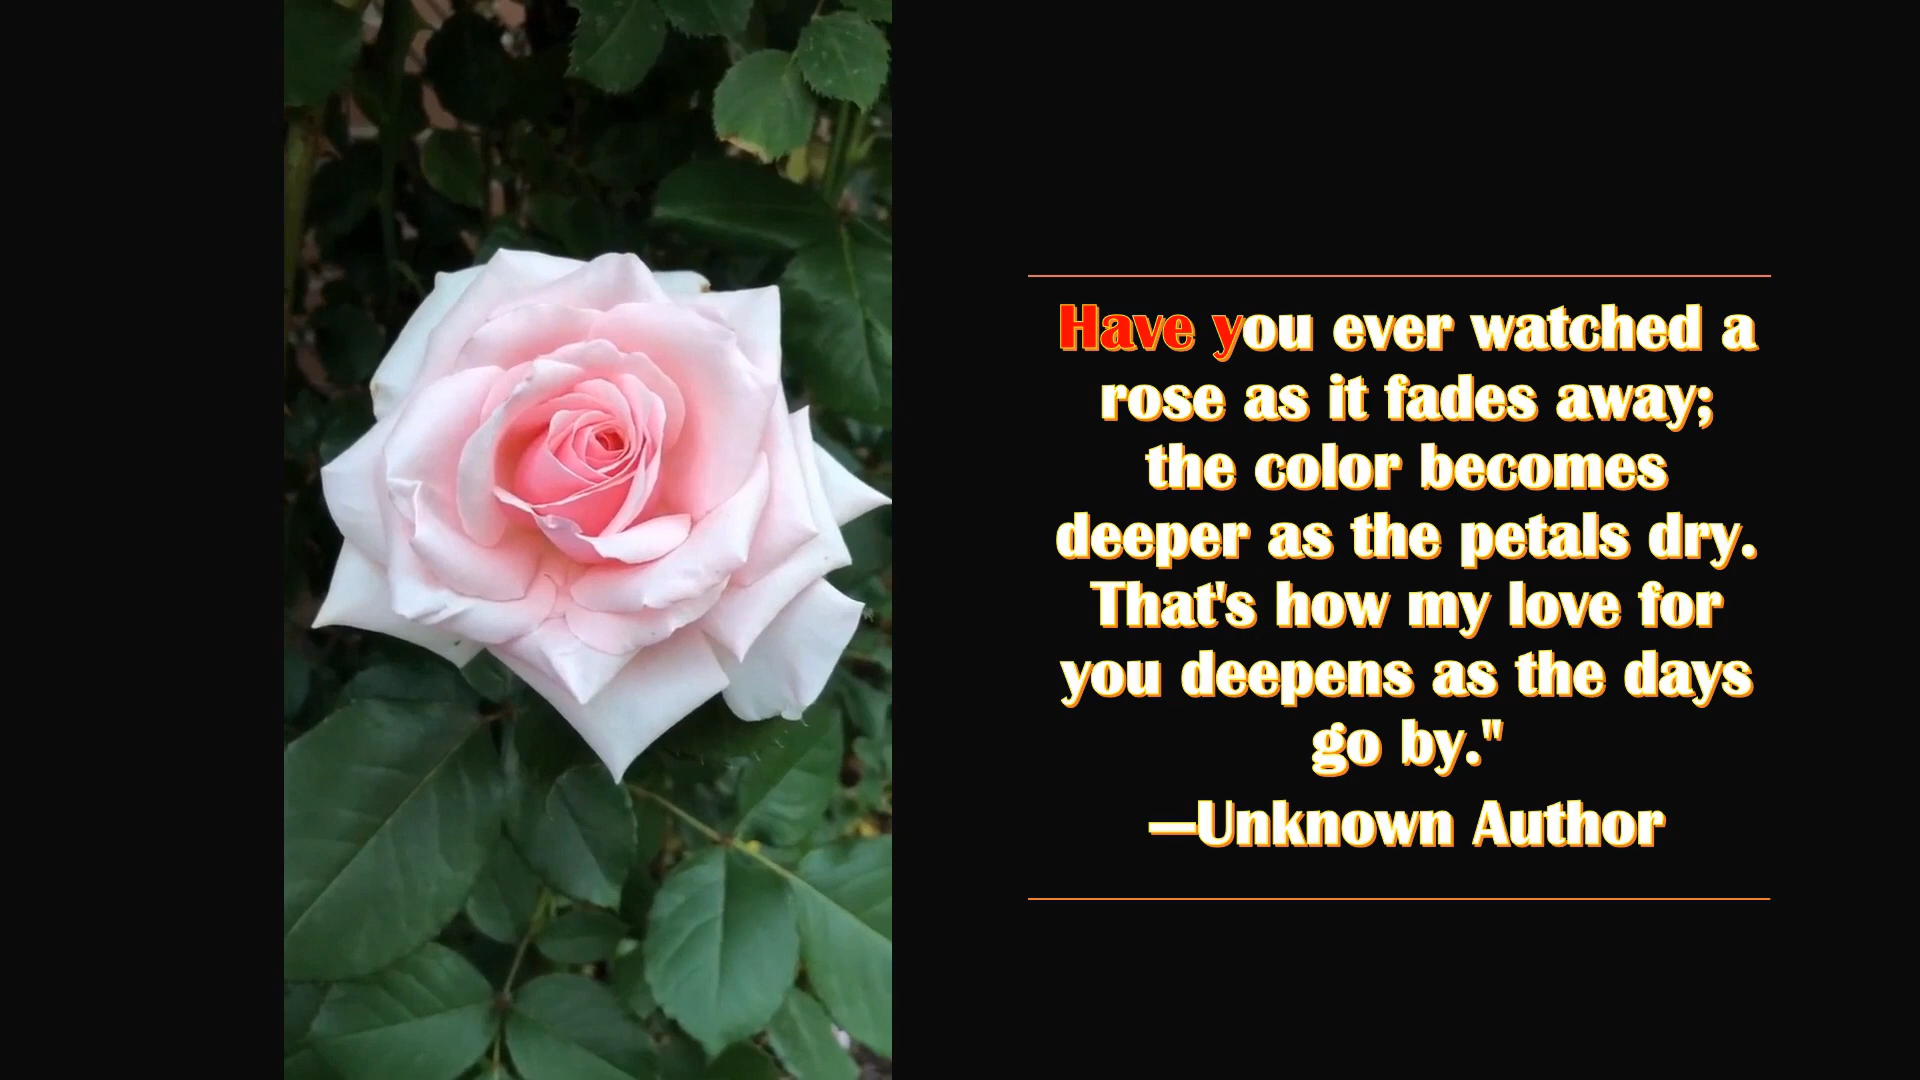 Have you ever watched a
rose as it fades away;
the color becomes
deeper as the petals dry.
That's how my love for
you deepens as the days
go by."
—Unknown Author